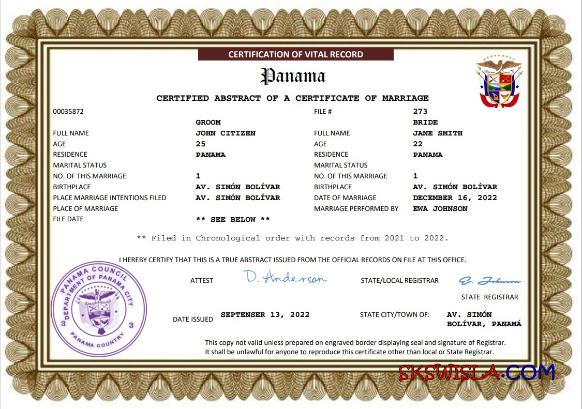 CERTIFICATION OF VITAL RECORD
Panama
CERTIFIED ABSTRACT OF A CERTIFICATE OF MARRIAGE
00035872 FILE # 273
GROOM BRIDE
FULL NAME JOHN CITIZEN FULL NAME JANE SMITH
AGE 25 AGE 22
RESIDENCE PANAMA RESIDENCE PANAMA
MARITAL STATUS MARITAL STATUS
NO. OF THIS MARRIAGE 1 NO. OF THIS MARRIAGE 1
BIRTHPLACE AV. SIMÓN BOLÍVAR BIRTHPLACE AV. SIMÓN BOLÍVAR
PLACE MARRIAGE INTENTIONS FILED AV. SIMÓN BOLÍVAR DATE OF MARRIAGE DECEMBER 16, 2022
PLACE OF MARRIAGE MARRIAGE PERFORMED BY EWA JOHNSON
FILE DATE ** SEE BELOW **
** Filed in Chronological order with records from 2021 to 2022.
I HEREBY CERTIFY THAT THIS IS A TRUE ABSTRACT ISSUED FROM THE OFFICIAL RECORDS ON FILE AT THIS OFFICE.
ATTEST D. Anderson STATE/LOCAL REGISTRAR
STATE REGISTRAR
DATE ISSUED SEPTENSER 13, 2022 STATE CITY/TOWN OF: AV. SIMÓN
BOLÍVAR, PANAMÁ
PANAMA COUNCIL
DEPARTMENT OF PANAMA CITY
3 3
PANAMA COUNTRY
This copy not valid unless prepared on engraved border displaying seal and signature of Registrar.
It shall be unlawful for anyone to reproduce this certificate other than local or State Registrar.
SKSWISLA.COM